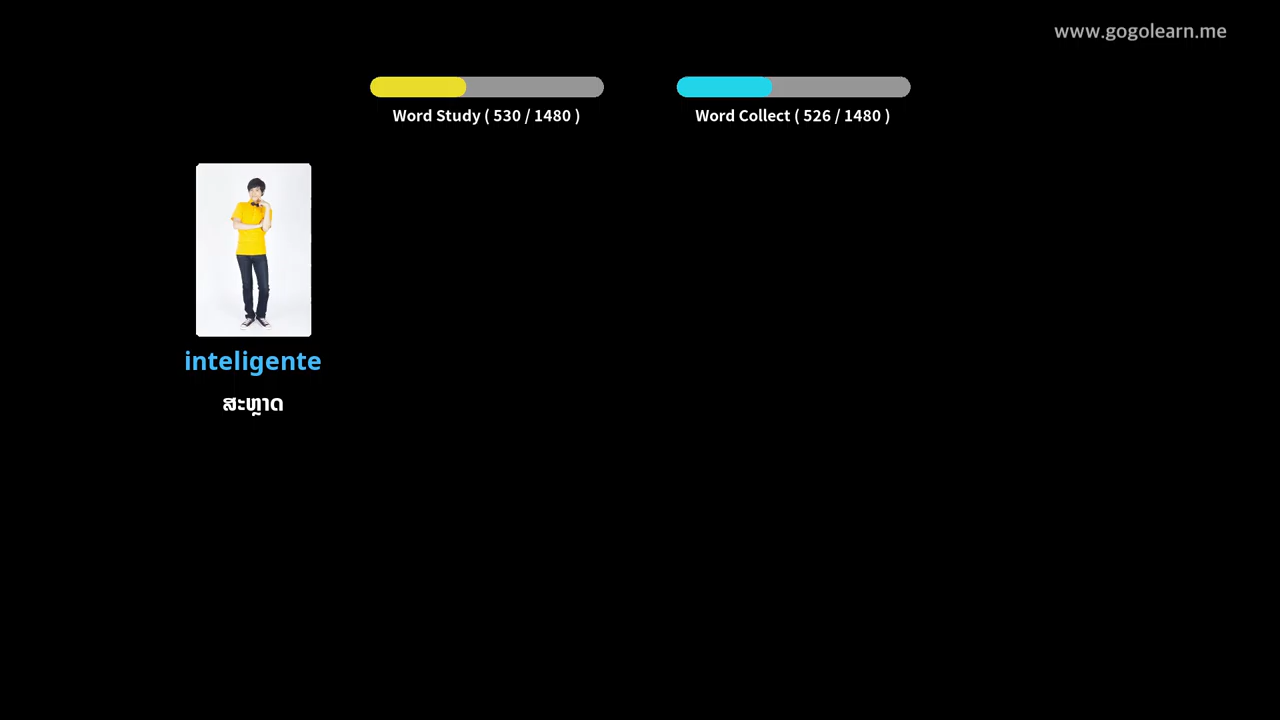 www.gogolearn.me
Word Study ( 530 / 1480 )
Word Collect ( 526 / 1480 )
inteligente
ສະຫຼາດ